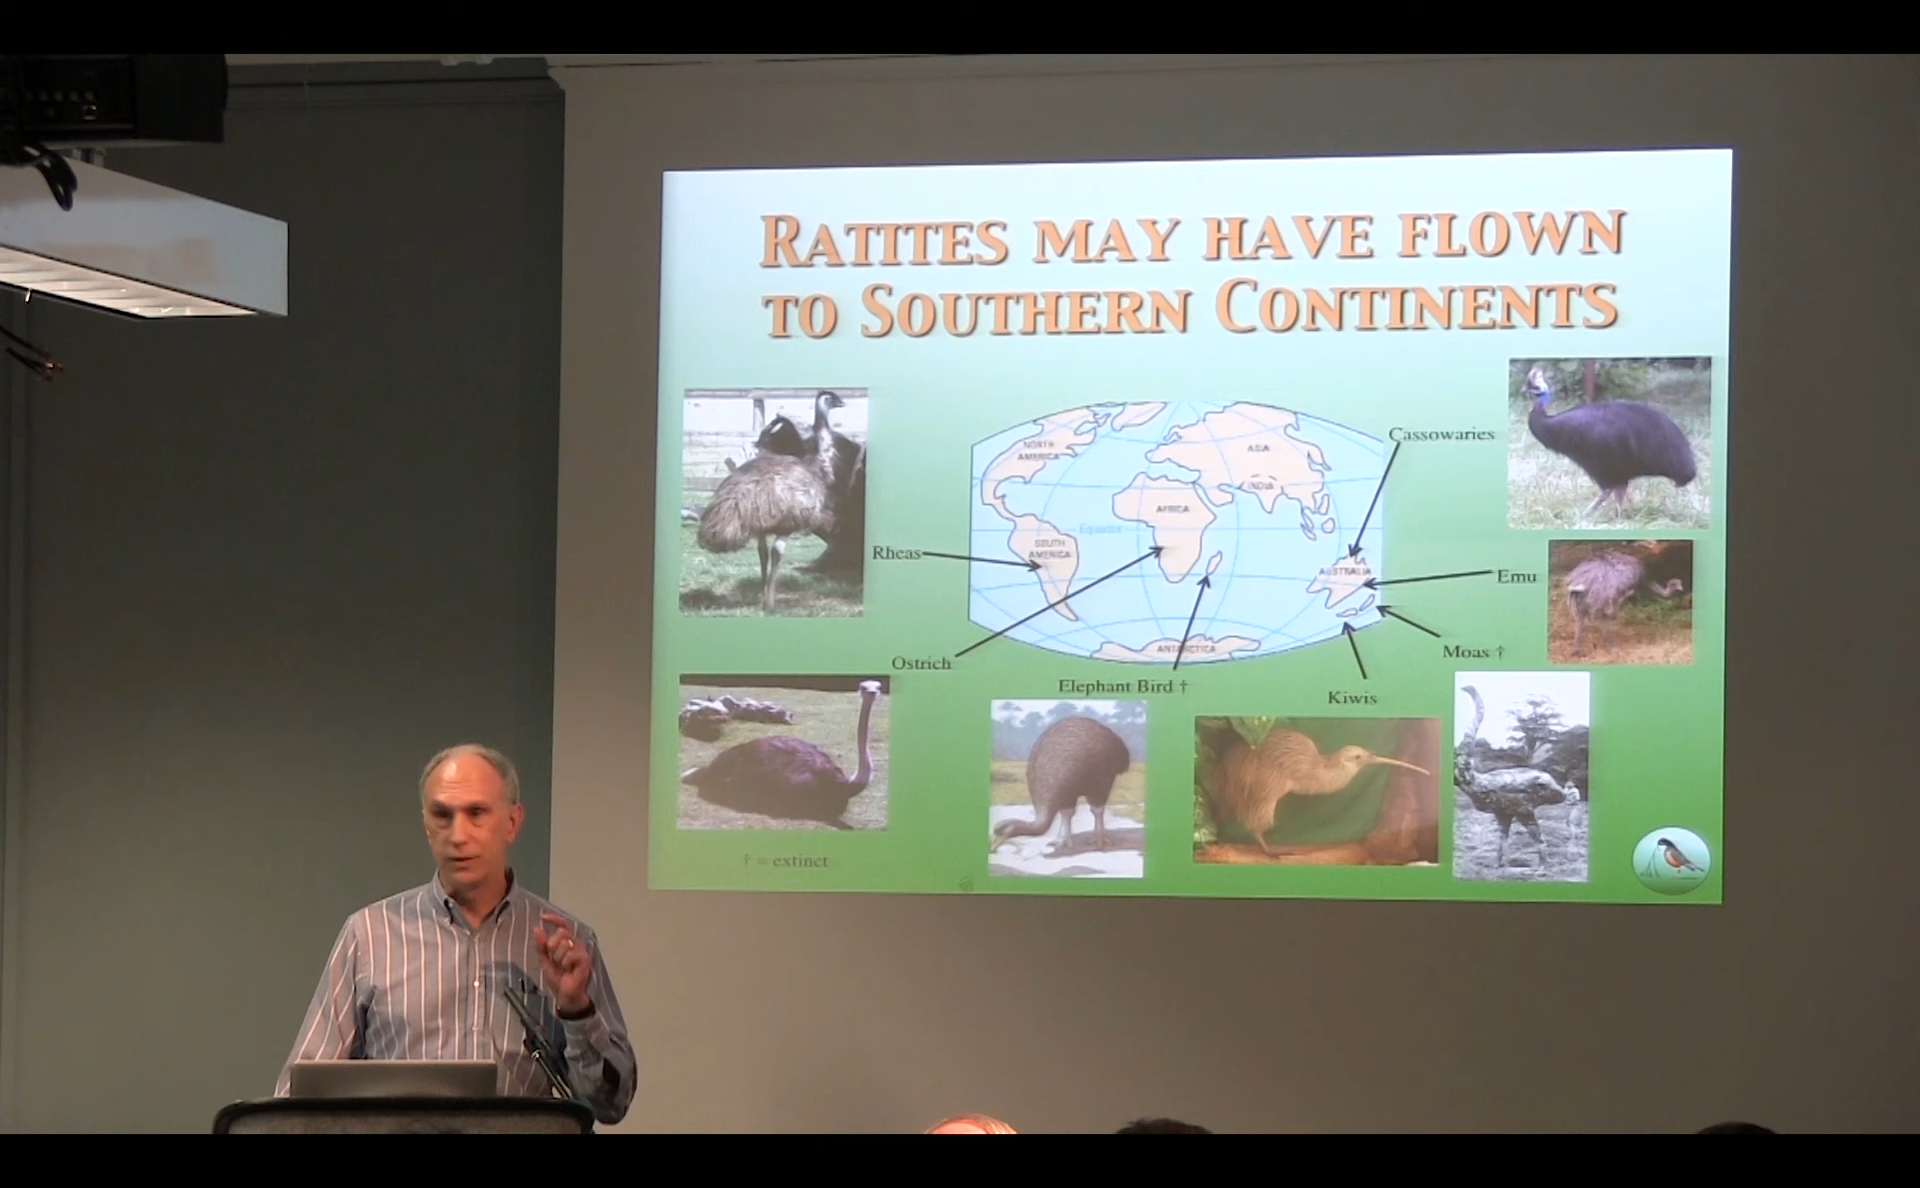 RATITES MAY HAVE FLOWN
TO SOUTHERN CONTINENTS
Cassowaries
NORTH
AMERICA
ASIA
INDIA
AFRICA
Equator
SOUTH
AMERICA
Rheas
AUSTRALIA
Emu
Ostrich
ANTARCTICA
Moas †
Elephant Bird †
Kiwis
† = extinct